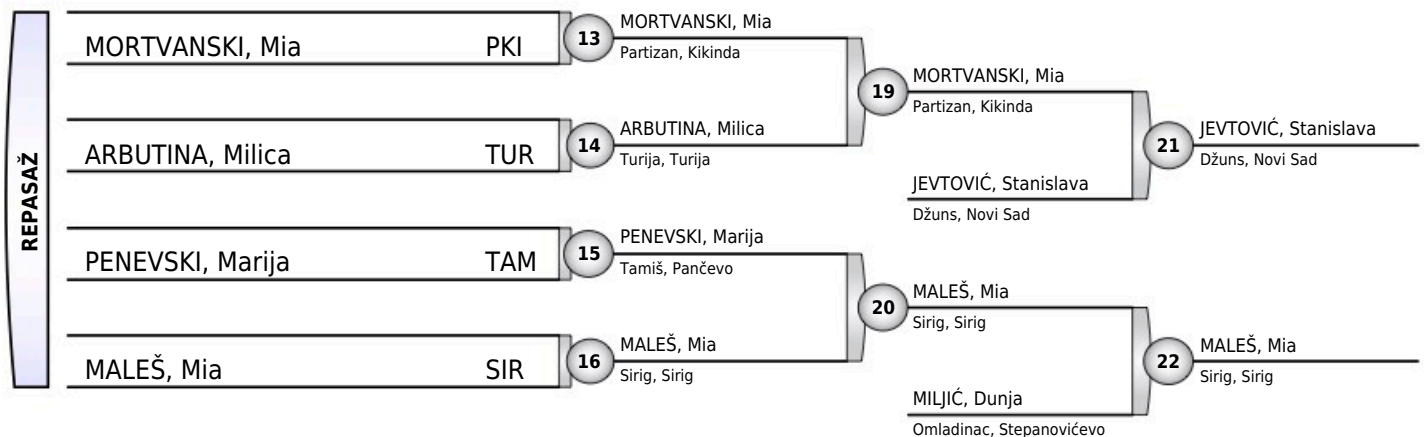 REPASAŽ
MORTVANSKI, Mia PKI
ARBUTINA, Milica TUR
PENEVSKI, Marija TAM
MALEŠ, Mia SIR
13
MORTVANSKI, Mia
Partizan, Kikinda
14
ARBUTINA, Milica
Turija, Turija
15
PENEVSKI, Marija
Tamiš, Pančevo
16
MALEŠ, Mia
Sirig, Sirig
19
MORTVANSKI, Mia
Partizan, Kikinda
JEVTOVIĆ, Stanislava
Džuns, Novi Sad
20
MALEŠ, Mia
Sirig, Sirig
MILJIĆ, Dunja
Omladinac, Stepanovićevo
21
JEVTOVIĆ, Stanislava
Džuns, Novi Sad
22
MALEŠ, Mia
Sirig, Sirig